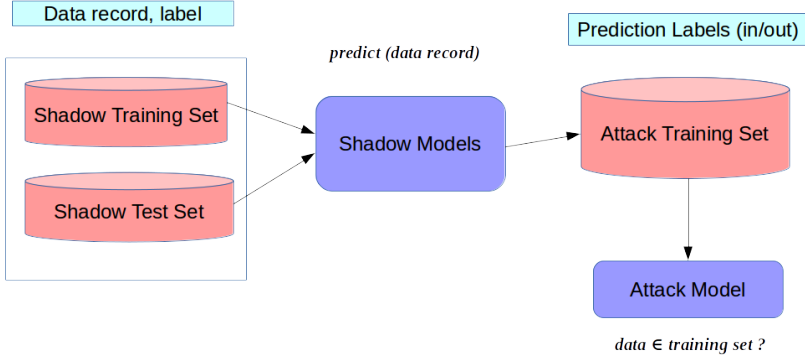 Data record, label
Prediction Labels (in/out)
predict (data record)
Shadow Training Set
Shadow Models
Attack Training Set
Shadow Test Set
Attack Model
data ∈ training set ?